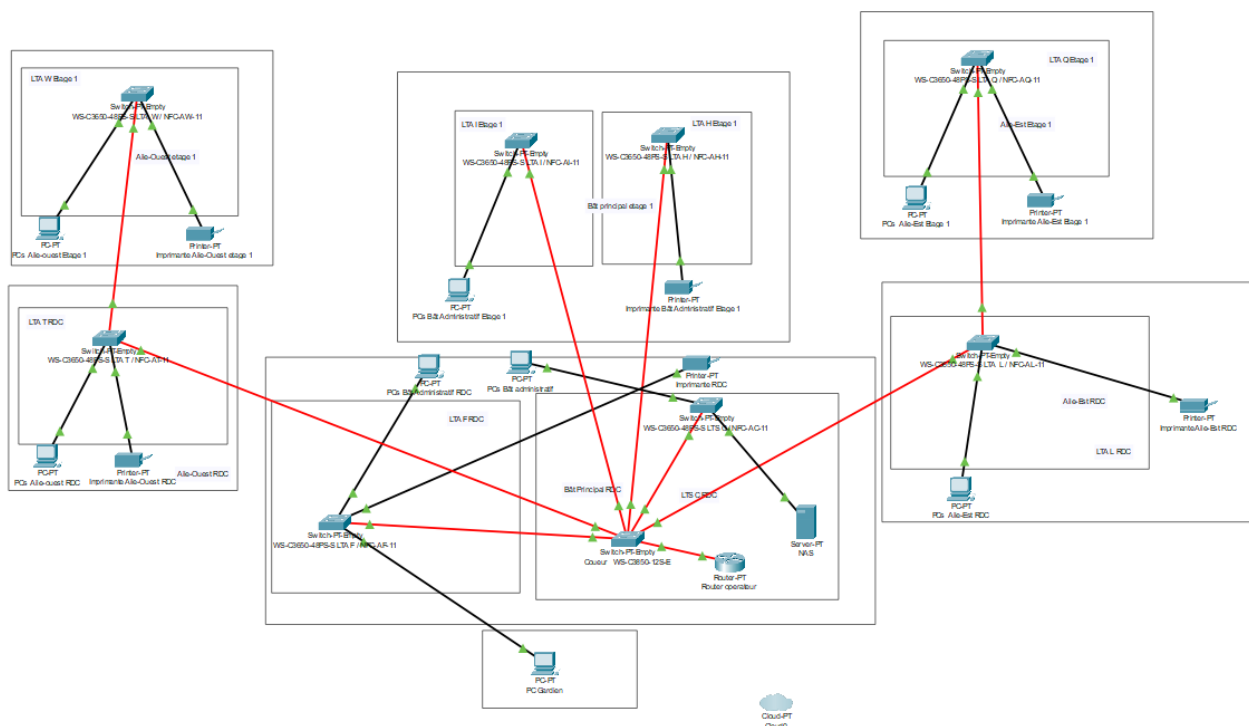 LTA W Etage 1
Switch-PT-Empty
WS-C3650-48PS-S LTA W / NFC-AW-11
Aile-Ouest etage 1
PC-PT
PCs Aile-ouest Etage 1
Printer-PT
Imprimante Aile-Ouest etage 1
LTA I Etage 1
Switch-PT-Empty
WS-C3650-48PS-S LTA I / NFC-AI-11
LTA H Etage 1
Switch-PT-Empty
WS-C3650-48PS-S LTA H / NFC-AH-11
Bât principal etage 1
PC-PT
PCs Bât Administratif Etage 1
Printer-PT
Imprimante Bât Administratif Etage 1
LTA Q Etage 1
Switch-PT-Empty
WS-C3650-48PS-S LTA Q / NFC-AQ-11
Aile-Est Etage 1
PC-PT
PCs Aile-Est Etage 1
Printer-PT
Imprimante Aile-Est Etage 1
LTA T RDC
Switch-PT-Empty
WS-C3650-48PS-S LTA T / NFC-AT-11
PC-PT
PCs Aile-ouest RDC
Printer-PT
Imprimante Aile-Ouest RDC
Aile-Ouest RDC
PC-PT
PCs Bât Administratif RDC
PC-PT
PCs Bât administratif
Printer-PT
Imprimante RDC
LTA F RDC
Switch-PT-Empty
WS-C3650-48PS-S LTS C / NFC-AC-11
Bât Principal RDC
LTS C RDC
Switch-PT-Empty
WS-C3650-48PS-S LTA F / NFC-AF-11
Switch-PT-Empty
Coueur WS-C3850-12S-E
Router-PT
Router operateur
Server-PT
NAS
Switch-PT-Empty
WS-C3650-48PS-S LTA L / NFC-AL-11
Aile-Est RDC
Printer-PT
Imprimante Aile-Est RDC
LTA L RDC
PC-PT
PCs Aile-Est RDC
PC-PT
PC Gardien
Cloud-PT